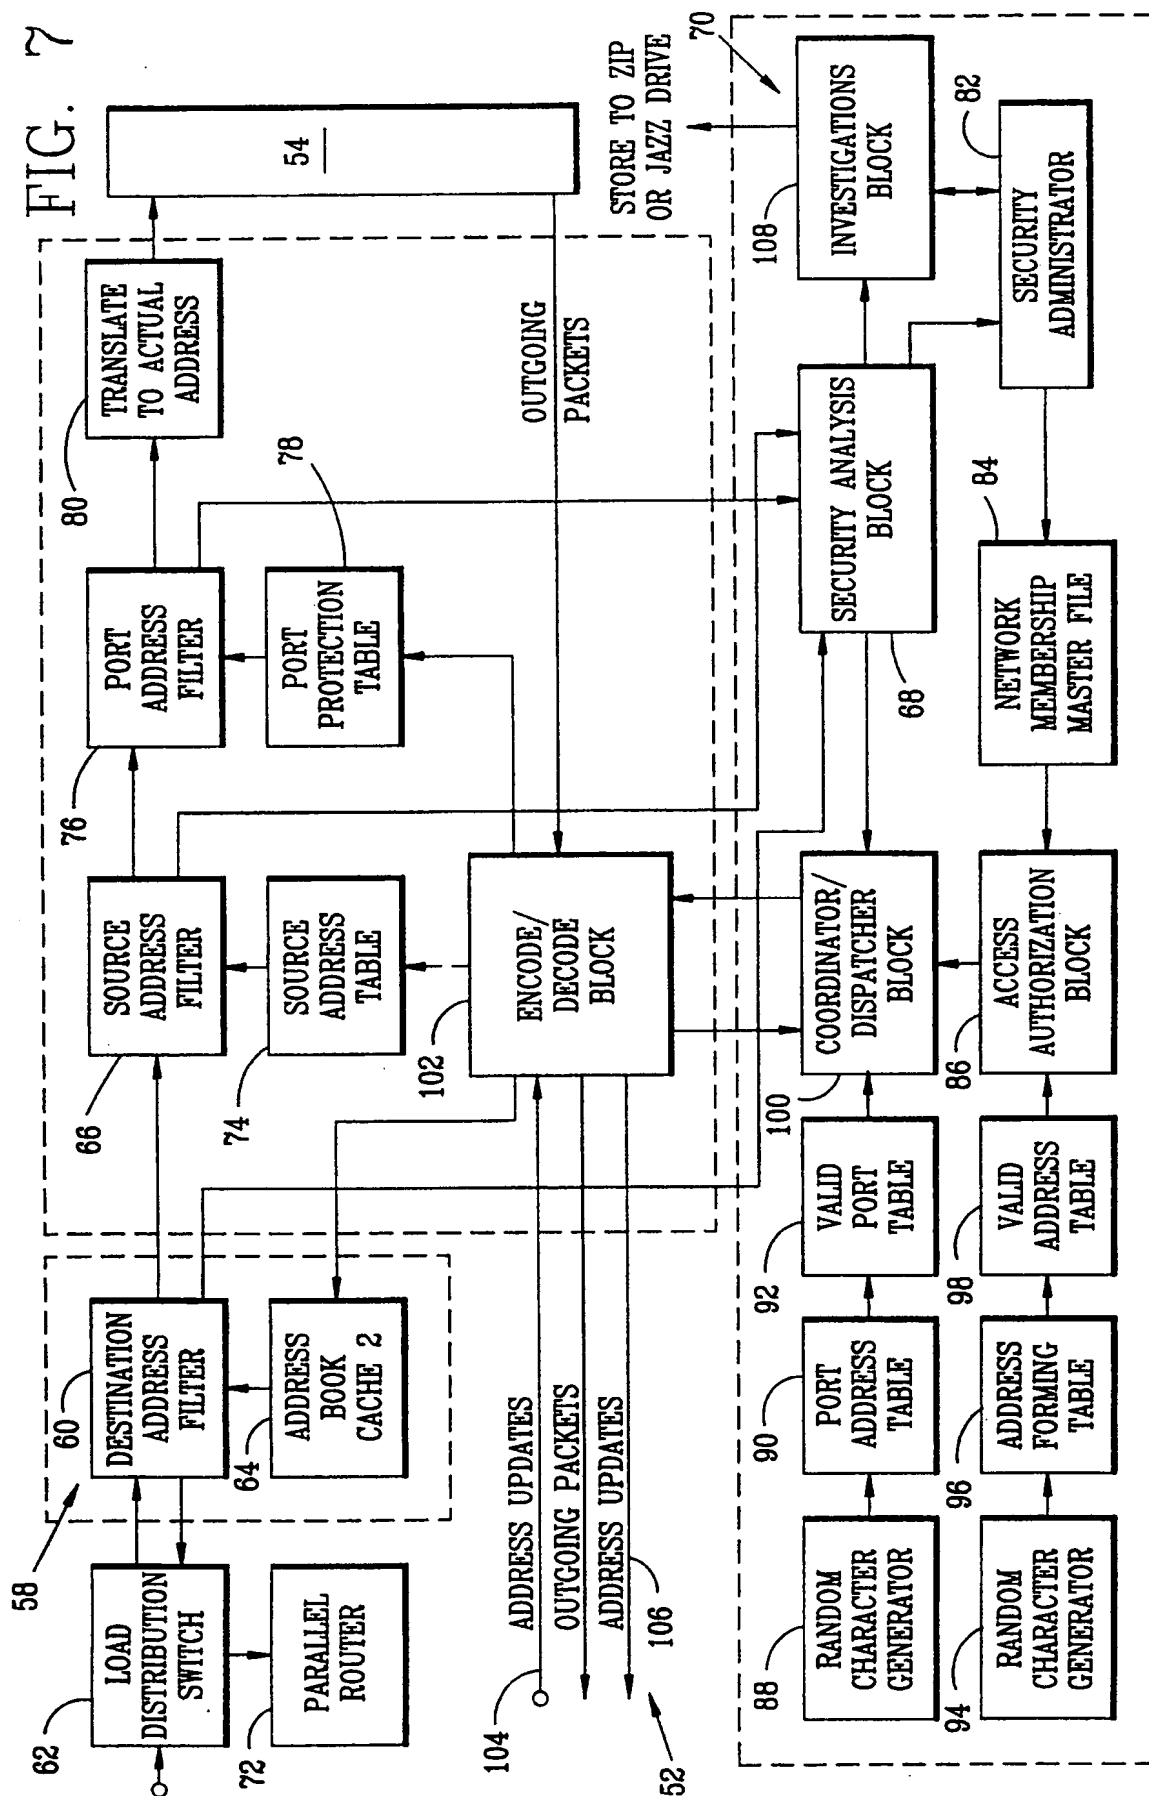 FIG. 7
62
LOAD
DISTRIBUTION
SWITCH
72
PARALLEL
ROUTER
58
60
DESTINATION
ADDRESS
FILTER
64
ADDRESS
BOOK
CACHE 2
66
SOURCE
ADDRESS
FILTER
74
SOURCE
ADDRESS
TABLE
76
PORT
ADDRESS
FILTER
78
PORT
PROTECTION
TABLE
80
TRANSLATE
TO ACTUAL
ADDRESS
54
102
ENCODE/
DECODE
BLOCK
OUTGOING
PACKETS
104
ADDRESS UPDATES
OUTGOING PACKETS
ADDRESS UPDATES
106
52
STORE TO ZIP
OR JAZZ DRIVE
70
88
RANDOM
CHARACTER
GENERATOR
90
PORT
ADDRESS
TABLE
92
VALID
PORT
TABLE
100
COORDINATOR/
DISPATCHER
BLOCK
68
SECURITY ANALYSIS
BLOCK
108
INVESTIGATIONS
BLOCK
94
RANDOM
CHARACTER
GENERATOR
96
ADDRESS
FORMING
TABLE
98
VALID
ADDRESS
TABLE
86
ACCESS
AUTHORIZATION
BLOCK
84
NETWORK
MEMBERSHIP
MASTER FILE
82
SECURITY
ADMINISTRATOR